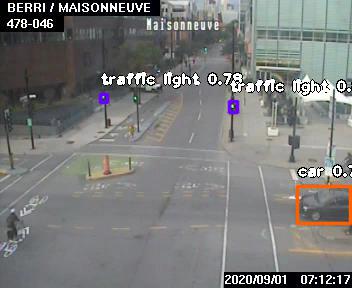 BERRI / MAISONNEUVE
478-046
Maisonneuve
traffic light 0.78
traffic light 0.
car 0.7
2020/09/01 07:12:17